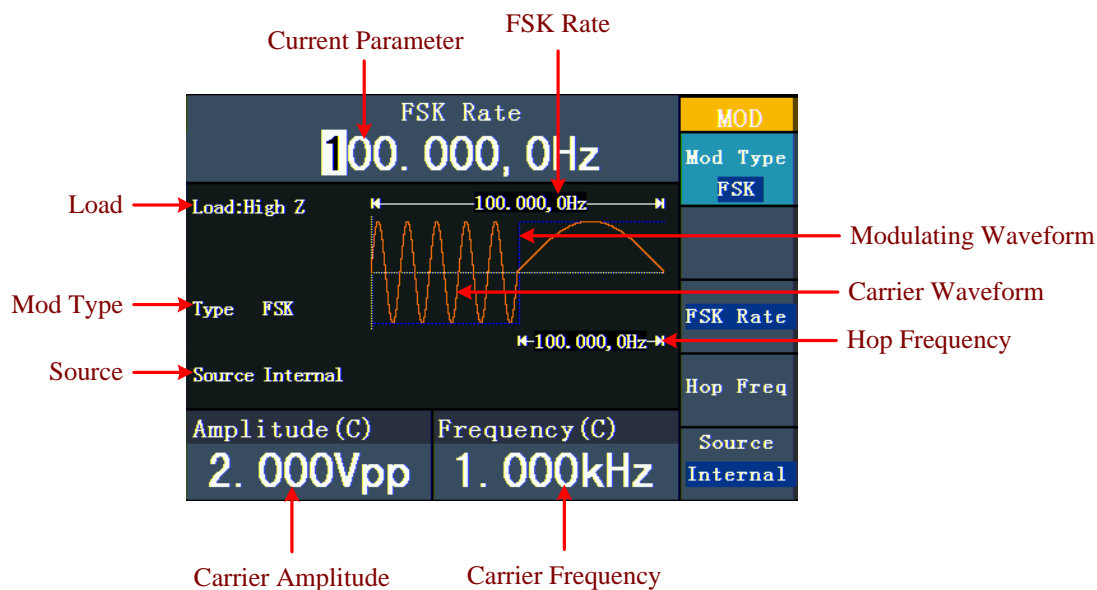 FSK Rate
Current Parameter
FSK Rate
100.000,0Hz
MOD
Mod Type
FSK
Load
Load:High Z
100.000,0Hz
Modulating Waveform
Mod Type
Type FSK
Carrier Waveform
FSK Rate
100.000,0Hz
Hop Frequency
Source
Source Internal
Hop Freq
Amplitude(C)
2.000Vpp
Frequency(C)
1.000kHz
Source
Internal
Carrier Amplitude
Carrier Frequency